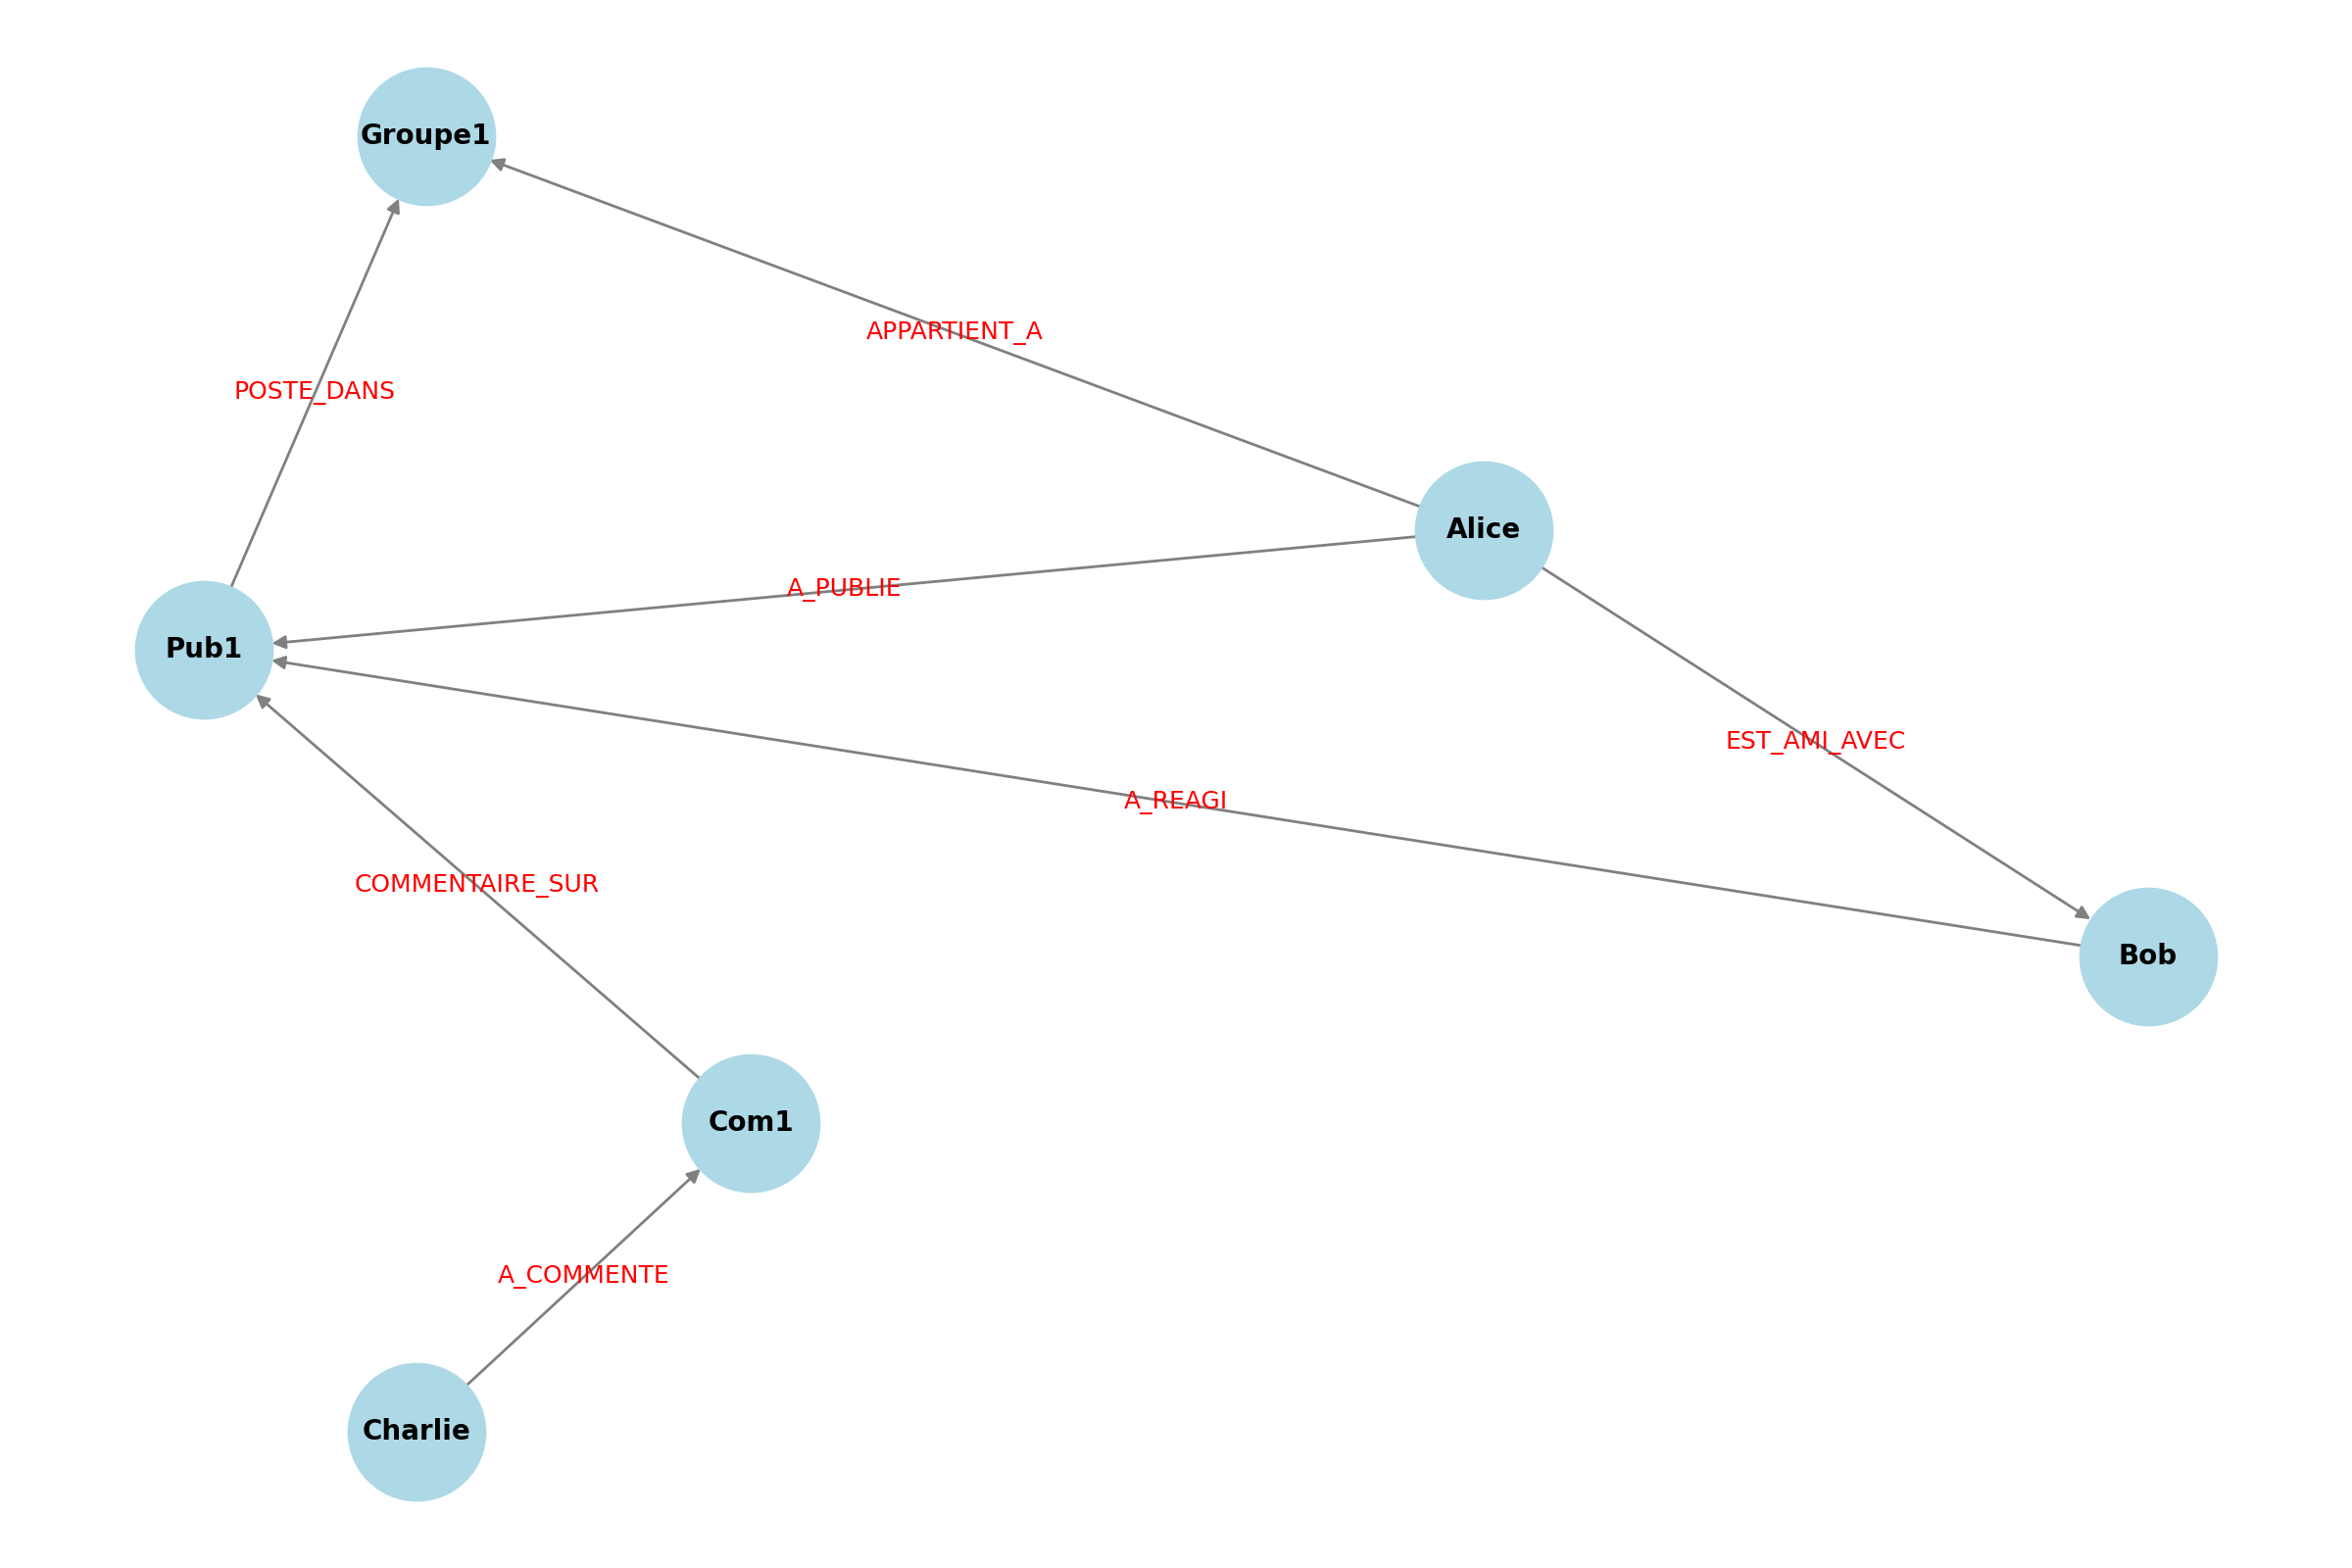 Groupe1
APPARTIENT_A
POSTE_DANS
Alice
A_PUBLIE
Pub1
EST_AMI_AVEC
A_REAGI
COMMENTAIRE_SUR
Bob
Com1
A_COMMENTE
Charlie